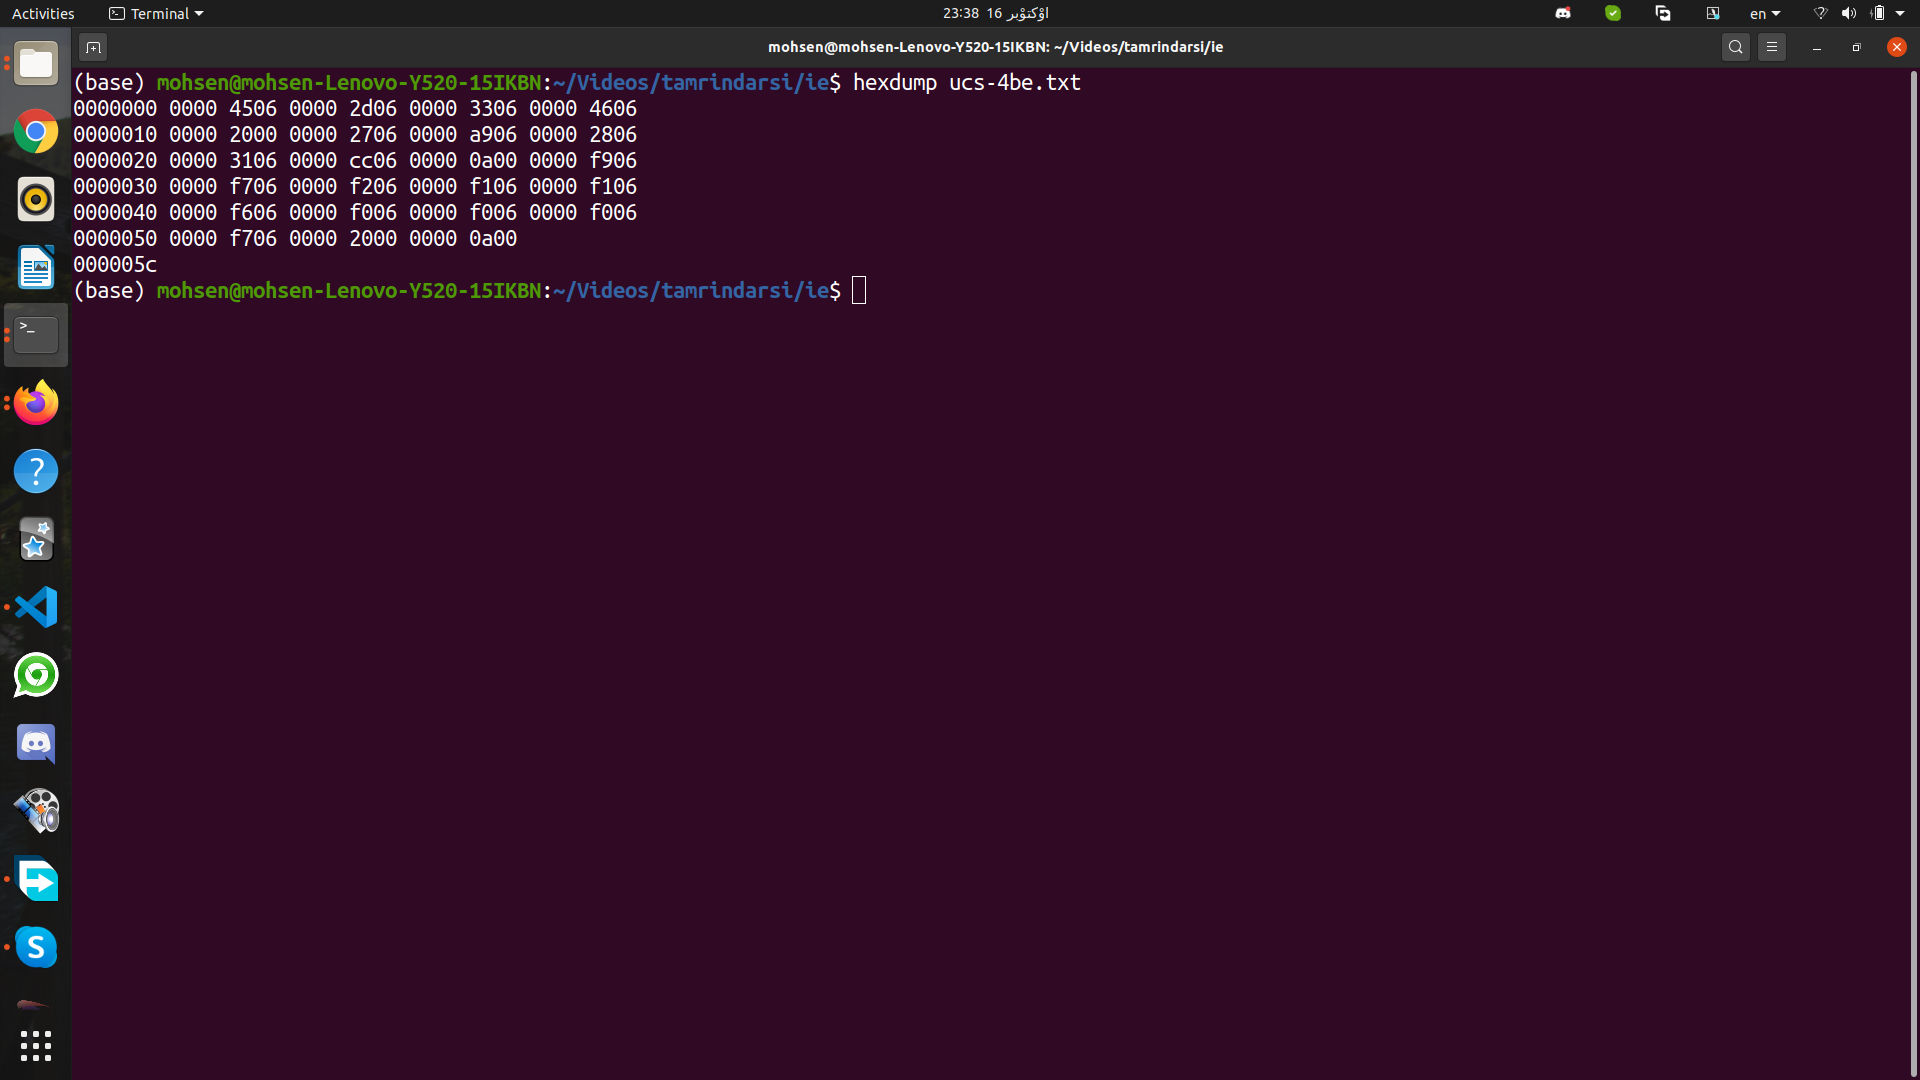 Activities Terminal 23:38 16 اؤکتوْبر en
mohsen@mohsen-Lenovo-Y520-15IKBN: ~/Videos/tamrindarsi/ie
(base) mohsen@mohsen-Lenovo-Y520-15IKBN:~/Videos/tamrindarsi/ie$ hexdump ucs-4be.txt
0000000 0000 4506 0000 2d06 0000 3306 0000 4606
0000010 0000 2000 0000 2706 0000 a906 0000 2806
0000020 0000 3106 0000 cc06 0000 0a00 0000 f906
0000030 0000 f706 0000 f206 0000 f106 0000 f106
0000040 0000 f606 0000 f006 0000 f006 0000 f006
0000050 0000 f706 0000 2000 0000 0a00
000005c
(base) mohsen@mohsen-Lenovo-Y520-15IKBN:~/Videos/tamrindarsi/ie$